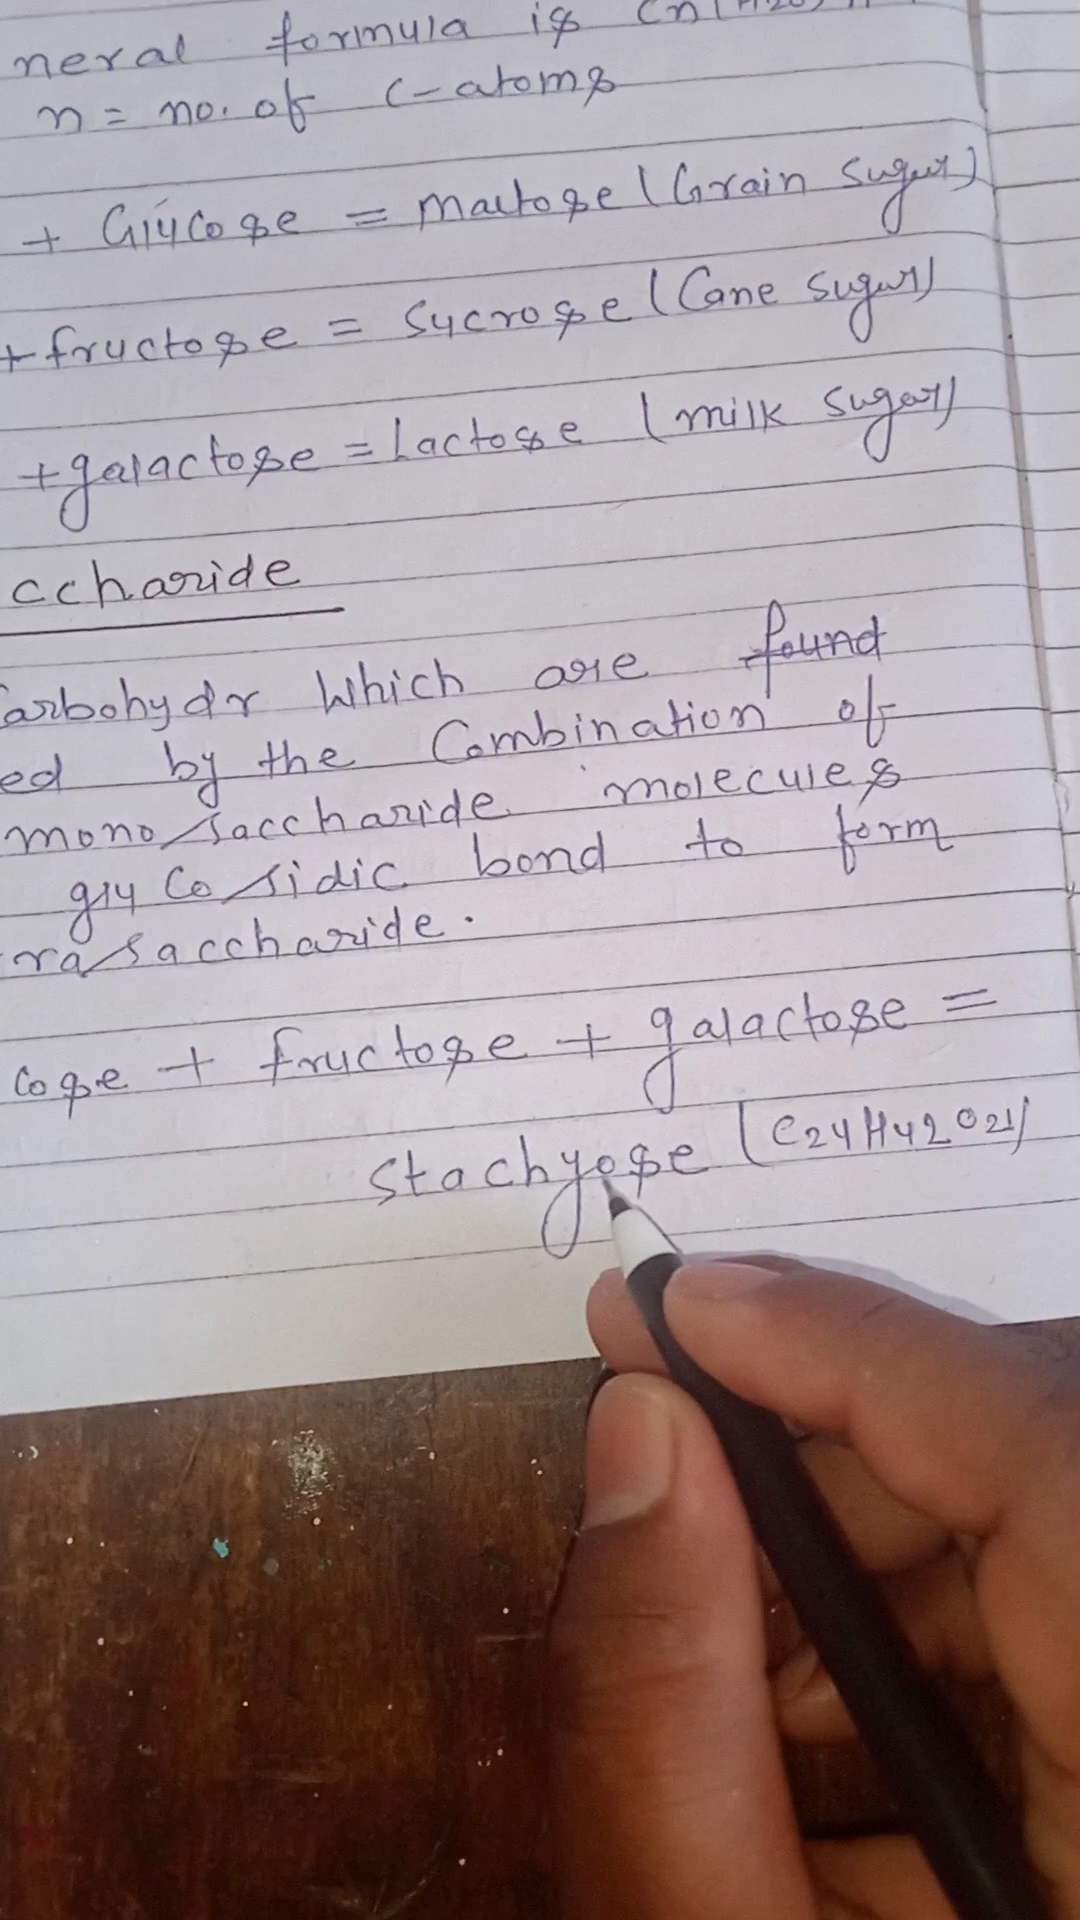 neral formula is Cn(H2O)n
n = no. of C-atoms
+ Glucose = Maltose (Grain sugar)
+ fructose = Sucrose (Cane sugar)
+ galactose = Lactose (milk sugar)
ccharide
arbohydr which are found
ed by the Combination of
mono saccharide molecules
glycosidic bond to form
ra saccharide.
cose + fructose + galactose =
Stachyose (C24H42O21)